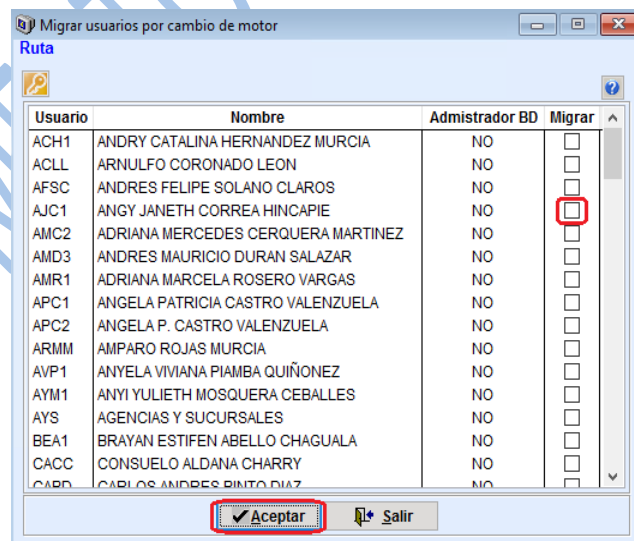 Migrar usuarios por cambio de motor
Ruta
Usuario Nombre Admistrador BD Migrar
ACH1 ANDRY CATALINA HERNANDEZ MURCIA NO
ACLL ARNULFO CORONADO LEON NO
AFSC ANDRES FELIPE SOLANO CLAROS NO
AJC1 ANGY JANETH CORREA HINCAPIE NO
AMC2 ADRIANA MERCEDES CERQUERA MARTINEZ NO
AMD3 ANDRES MAURICIO DURAN SALAZAR NO
AMR1 ADRIANA MARCELA ROSERO VARGAS NO
APC1 ANGELA PATRICIA CASTRO VALENZUELA NO
APC2 ANGELA P. CASTRO VALENZUELA NO
ARMM AMPARO ROJAS MURCIA NO
AVP1 ANYELA VIVIANA PIAMBA QUIÑONEZ NO
AYM1 ANYI YULIETH MOSQUERA CEBALLES NO
AYS AGENCIAS Y SUCURSALES NO
BEA1 BRAYAN ESTIFEN ABELLO CHAGUALA NO
CACC CONSUELO ALDANA CHARRY NO
CARLOS ANDRES PINTO DIAZ NO
Aceptar Salir